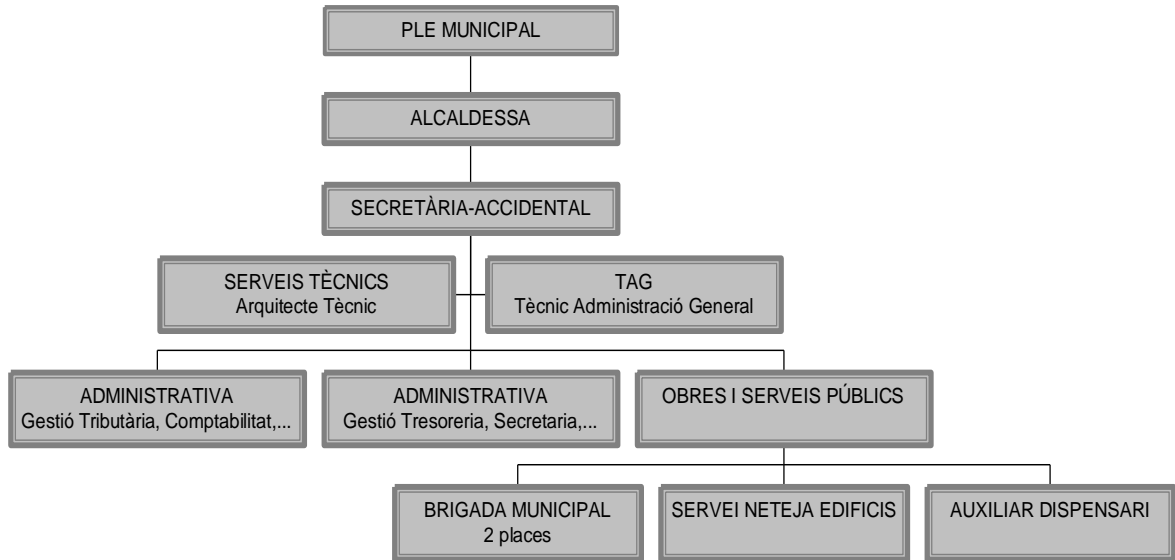 PLE MUNICIPAL
ALCALDESSA
SECRETÀRIA-ACCIDENTAL
SERVEIS TÈCNICS
Arquitecte Tècnic
TAG
Tècnic Administració General
ADMINISTRATIVA
Gestió Tributària, Comptabilitat,...
ADMINISTRATIVA
Gestió Tresoreria, Secretaria,...
OBRES I SERVEIS PÚBLICS
BRIGADA MUNICIPAL
2 places
SERVEI NETEJA EDIFICIS
AUXILIAR DISPENSARI